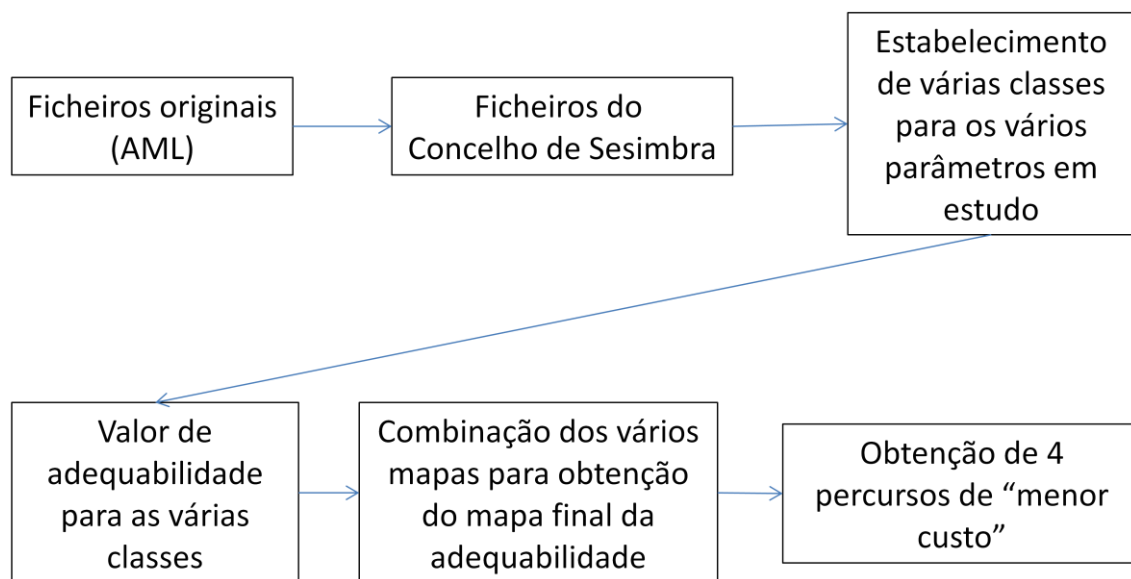 Ficheiros originais
(AML)
Ficheiros do
Concelho de Sesimbra
Estabelecimento
de várias classes
para os vários
parâmetros em
estudo
Valor de
adequabilidade
para as várias
classes
Combinação dos vários
mapas para obtenção
do mapa final da
adequabilidade
Obtenção de 4
percursos de “menor
custo”